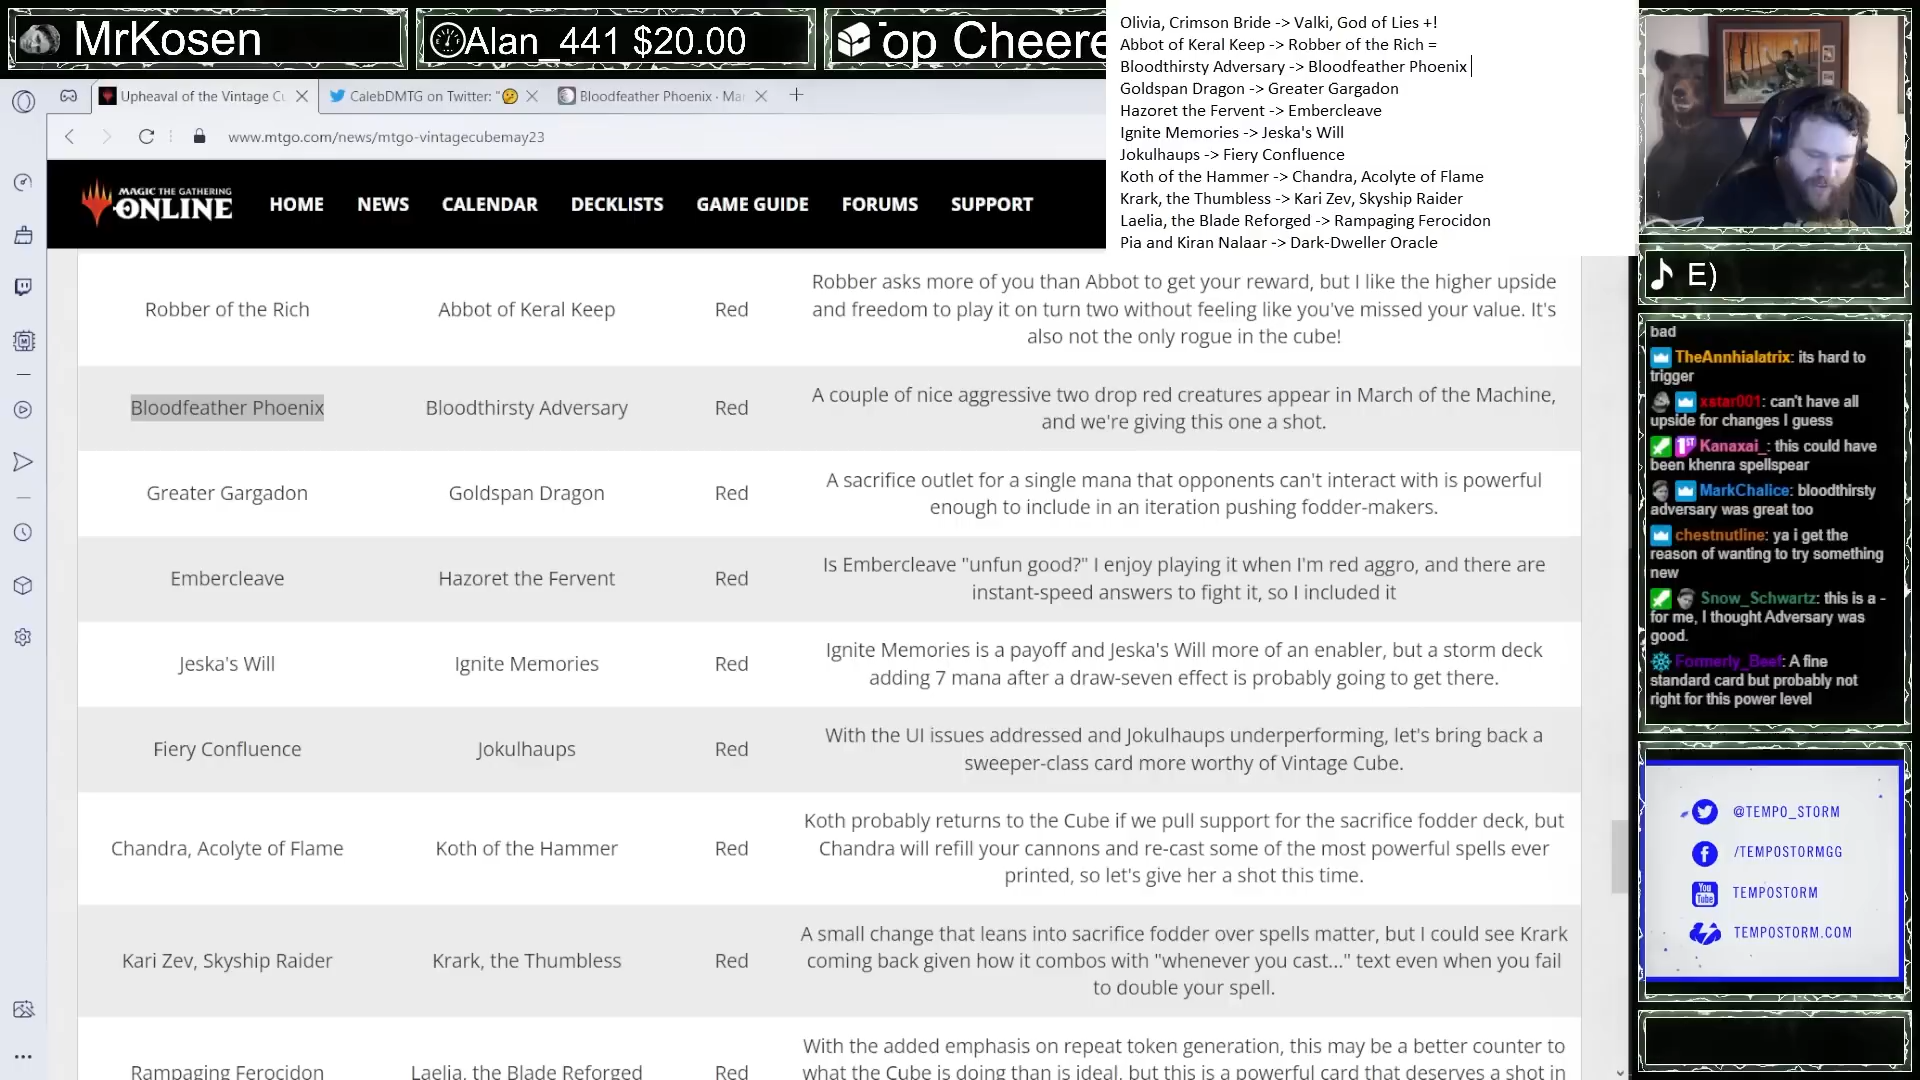 MrKosen
Alan_441 $20.00
op Cheere
Olivia, Crimson Bride -> Valki, God of Lies +!
Abbot of Keral Keep -> Robber of the Rich =
Bloodthirsty Adversary -> Bloodfeather Phoenix
Goldspan Dragon -> Greater Gargadon
Hazoret the Fervent -> Embercleave
Ignite Memories -> Jeska's Will
Jokulhaups -> Fiery Confluence
Koth of the Hammer -> Chandra, Acolyte of Flame
Krark, the Thumbless -> Kari Zev, Skyship Raider
Laelia, the Blade Reforged -> Rampaging Ferocidon
Pia and Kiran Nalaar -> Dark-Dweller Oracle
Upheaval of the Vintage Cu
CalebDMTG on Twitter: "🤔
Bloodfeather Phoenix · Mar
www.mtgo.com/news/mtgo-vintagecubemay23
MAGIC THE GATHERING
ONLINE
HOME
NEWS
CALENDAR
DECKLISTS
GAME GUIDE
FORUMS
SUPPORT
Robber of the Rich
Abbot of Keral Keep
Red
Robber asks more of you than Abbot to get your reward, but I like the higher upside
and freedom to play it on turn two without feeling like you've missed your value. It's
also not the only rogue in the cube!
Bloodfeather Phoenix
Bloodthirsty Adversary
Red
A couple of nice aggressive two drop red creatures appear in March of the Machine,
and we're giving this one a shot.
Greater Gargadon
Goldspan Dragon
Red
A sacrifice outlet for a single mana that opponents can't interact with is powerful
enough to include in an iteration pushing fodder-makers.
Embercleave
Hazoret the Fervent
Red
Is Embercleave "unfun good?" I enjoy playing it when I'm red aggro, and there are
instant-speed answers to fight it, so I included it
Jeska's Will
Ignite Memories
Red
Ignite Memories is a payoff and Jeska's Will more of an enabler, but a storm deck
adding 7 mana after a draw-seven effect is probably going to get there.
Fiery Confluence
Jokulhaups
Red
With the UI issues addressed and Jokulhaups underperforming, let's bring back a
sweeper-class card more worthy of Vintage Cube.
Chandra, Acolyte of Flame
Koth of the Hammer
Red
Koth probably returns to the Cube if we pull support for the sacrifice fodder deck, but
Chandra will refill your cannons and re-cast some of the most powerful spells ever
printed, so let's give her a shot this time.
Kari Zev, Skyship Raider
Krark, the Thumbless
Red
A small change that leans into sacrifice fodder over spells matter, but I could see Krark
coming back given how it combos with "whenever you cast..." text even when you fail
to double your spell.
Rampaging Ferocidon
Laelia, the Blade Reforged
Red
With the added emphasis on repeat token generation, this may be a better counter to
what the Cube is doing than is ideal, but this is a powerful card that deserves a shot in
E)
bad
TheAnnhialatrix: its hard to
trigger
xstar001: can't have all
upside for changes I guess
1ST
Kanaxai_: this could have
been khenra spellspear
MarkChalice: bloodthirsty
adversary was great too
chestnutline: ya i get the
reason of wanting to try something
new
Snow_Schwartz: this is a -
for me, I thought Adversary was
good.
Formerly_Beef: A fine
standard card but probably not
right for this power level
@TEMPO_STORM
/TEMPOSTORMGG
You
Tube
TEMPOSTORM
TEMPOSTORM.COM